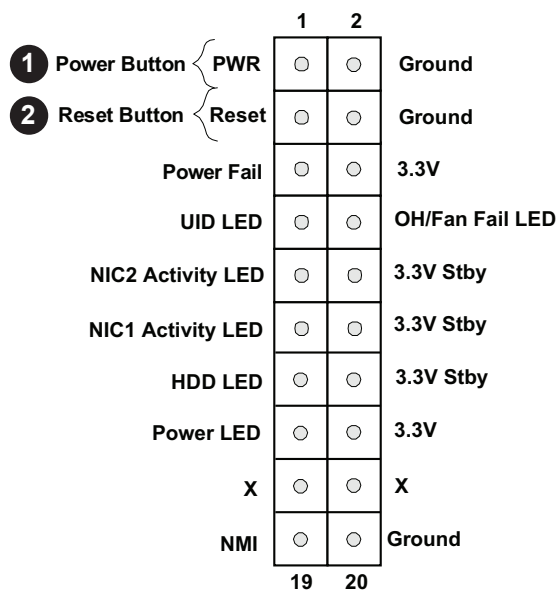 1 2
1 Power Button PWR Ground
2 Reset Button Reset Ground
Power Fail 3.3V
UID LED OH/Fan Fail LED
NIC2 Activity LED 3.3V Stby
NIC1 Activity LED 3.3V Stby
HDD LED 3.3V Stby
Power LED 3.3V
X X
NMI Ground
19 20